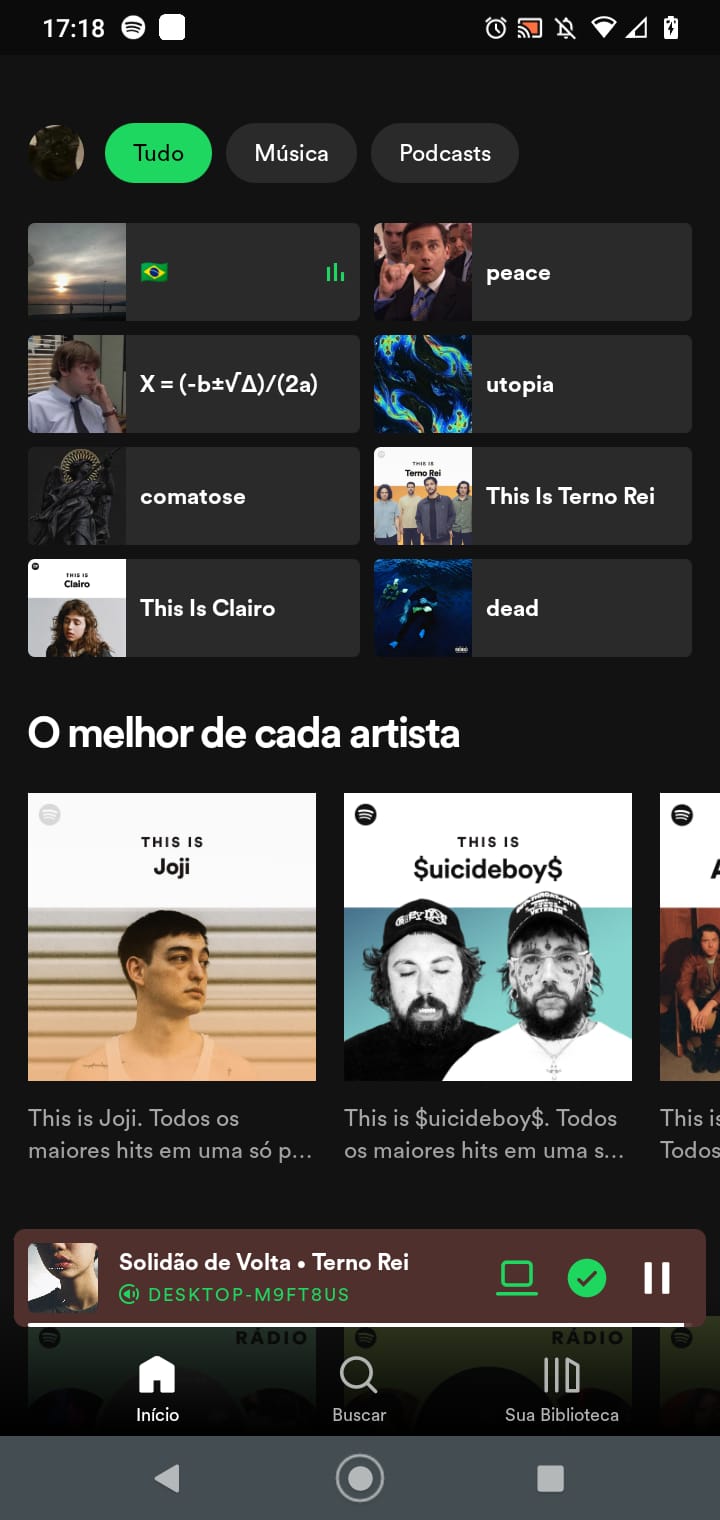 17:18
Tudo
Música
Podcasts
🇧🇷
peace
X = (-b±√Δ)/(2a)
utopia
comatose
THIS IS
Terno Rei
This Is Terno Rei
THIS IS
Clairo
This Is Clairo
dead
O melhor de cada artista
THIS IS
Joji
THIS IS
$uicideboy$
A
This is Joji. Todos os
maiores hits em uma só p...
This is $uicideboy$. Todos
os maiores hits em uma s...
This is
Todos
Solidão de Volta • Terno Rei
DESKTOP-M9FT8US
RÁDIO
RÁDIO
Início
Buscar
Sua Biblioteca